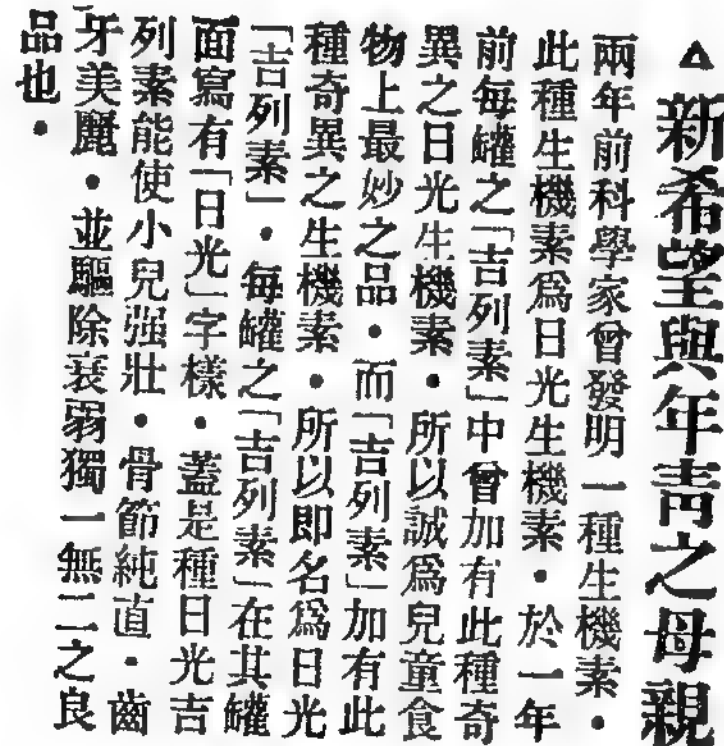 ▵新希望與年靑之母親
兩年前科學家曾發明一種生機素·
此種生機素爲日光生機素·於一年
前每罐之「吉列素」中曾加有此種奇
異之日光生機素·所以誠爲兒童食
物上最妙之品·而「吉列素」加有此
種奇異之生機素·所以即名爲日光
「吉列素」·每罐之「吉列素」在其罐
面寫有「日光」字樣·蓋是種日光吉
列素能使小兒强壯·骨節純直·齒
牙美麗·並驅除衰弱獨一無二之良
品也·